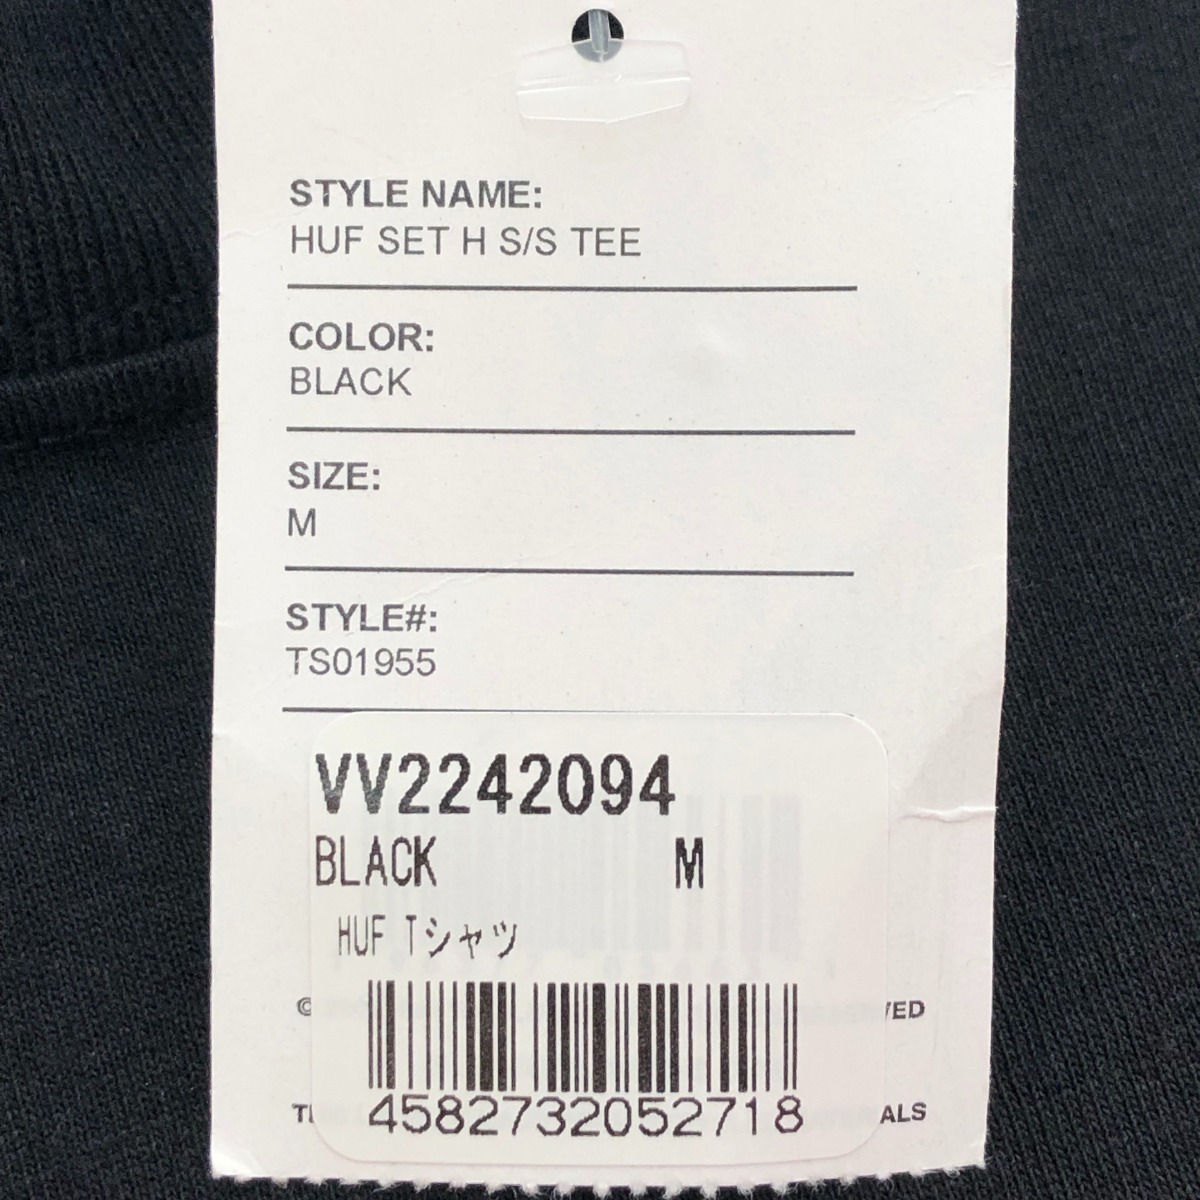 STYLE NAME:
HUF SET H S/S TEE
COLOR:
BLACK
SIZE:
M
STYLE#:
TS01955
VV2242094
BLACK M
HUF Tシャツ
©
4582732052718